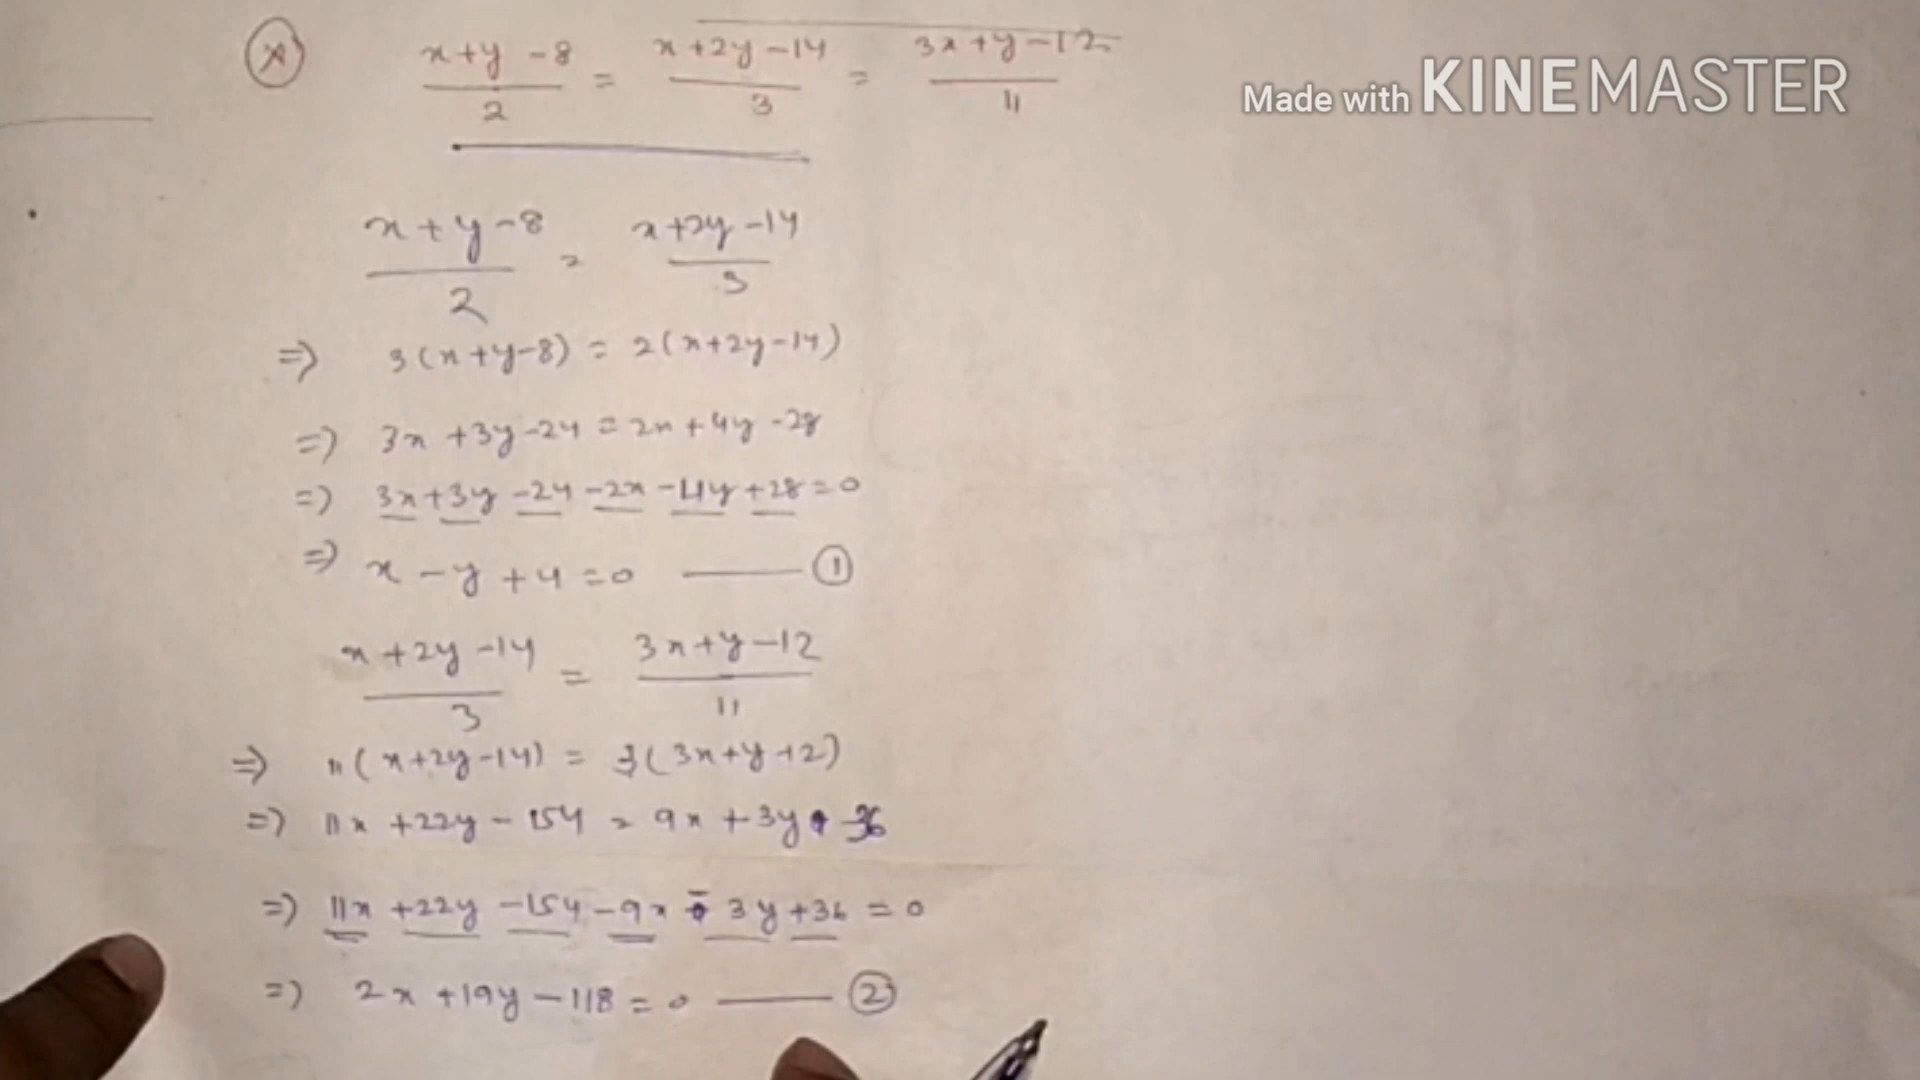 x+y-8/2 = x+2y-14/3 = 3x+y-12/11
Made with KINEMASTER
x+y-8/2 = x+2y-14/3
=> 3(x+y-8) = 2(x+2y-14)
=> 3x+3y-24 = 2x+4y-28
=> 3x+3y-24-2x-4y+28=0
=> x-y+4=0 —— ①
x+2y-14/3 = 3x+y-12/11
=> 11(x+2y-14) = 3(3x+y-12)
=> 11x+22y-154 = 9x+3y-36
=> 11x+22y-154-9x-3y+36=0
=> 2x+19y-118=0 —— ②